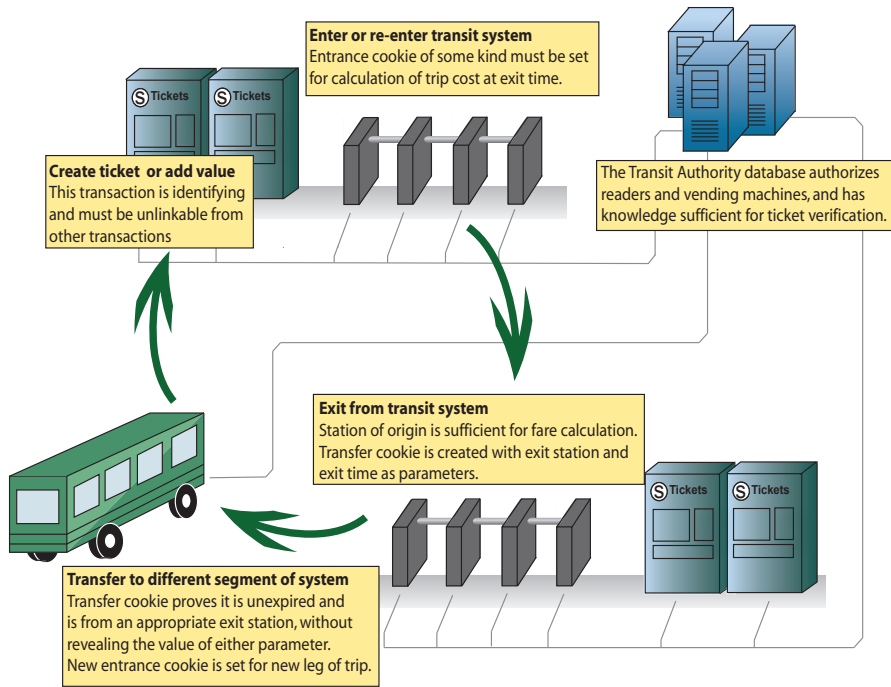 Enter or re-enter transit system
Entrance cookie of some kind must be set
for calculation of trip cost at exit time.
S Tickets
S Tickets
Create ticket or add value
This transaction is identifying
and must be unlinkable from
other transactions
The Transit Authority database authorizes
readers and vending machines, and has
knowledge sufficient for ticket verification.
Exit from transit system
Station of origin is sufficient for fare calculation.
Transfer cookie is created with exit station and
exit time as parameters.
S Tickets
S Tickets
Transfer to different segment of system
Transfer cookie proves it is unexpired and
is from an appropriate exit station, without
revealing the value of either parameter.
New entrance cookie is set for new leg of trip.